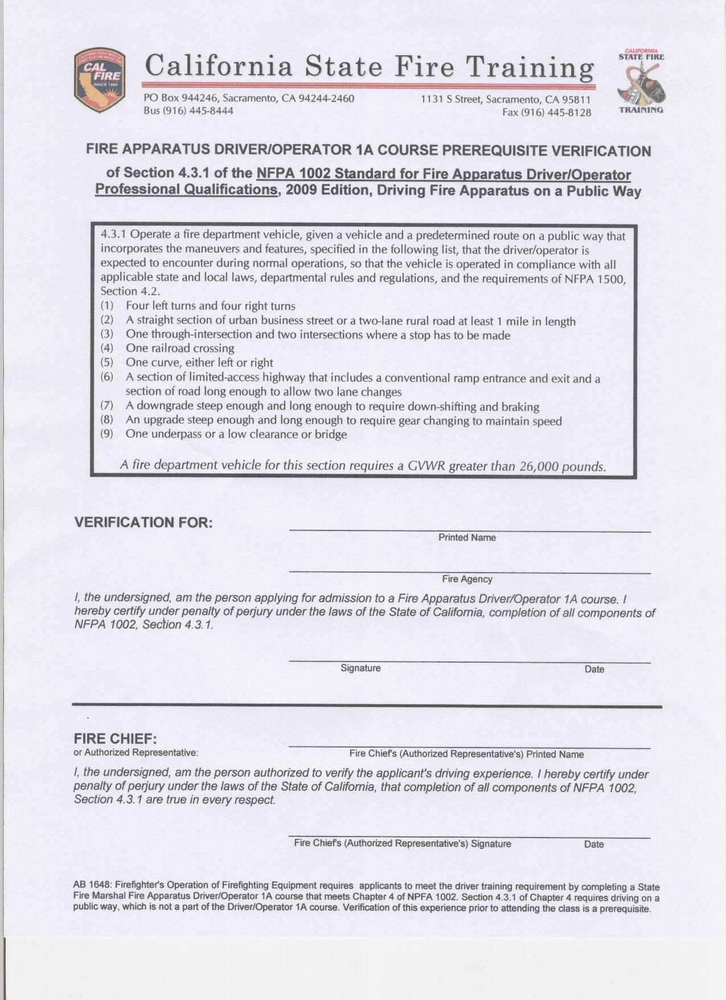 CALIFORNIA DEPARTMENT OF
FORESTRY & FIRE PROTECTION
CAL
FIRE
SINCE 1885
California State Fire Training
PO Box 944246, Sacramento, CA 94244-2460
Bus (916) 445-8444
1131 S Street, Sacramento, CA 95811
Fax (916) 445-8128
CALIFORNIA
STATE FIRE
TRAINING
FIRE APPARATUS DRIVER/OPERATOR 1A COURSE PREREQUISITE VERIFICATION
of Section 4.3.1 of the NFPA 1002 Standard for Fire Apparatus Driver/Operator
Professional Qualifications, 2009 Edition, Driving Fire Apparatus on a Public Way
4.3.1 Operate a fire department vehicle, given a vehicle and a predetermined route on a public way that
incorporates the maneuvers and features, specified in the following list, that the driver/operator is
expected to encounter during normal operations, so that the vehicle is operated in compliance with all
applicable state and local laws, departmental rules and regulations, and the requirements of NFPA 1500,
Section 4.2.
(1) Four left turns and four right turns
(2) A straight section of urban business street or a two-lane rural road at least 1 mile in length
(3) One through-intersection and two intersections where a stop has to be made
(4) One railroad crossing
(5) One curve, either left or right
(6) A section of limited-access highway that includes a conventional ramp entrance and exit and a
section of road long enough to allow two lane changes
(7) A downgrade steep enough and long enough to require down-shifting and braking
(8) An upgrade steep enough and long enough to require gear changing to maintain speed
(9) One underpass or a low clearance or bridge
A fire department vehicle for this section requires a GVWR greater than 26,000 pounds.
VERIFICATION FOR:
Printed Name
Fire Agency
I, the undersigned, am the person applying for admission to a Fire Apparatus Driver/Operator 1A course. I
hereby certify under penalty of perjury under the laws of the State of California, completion of all components of
NFPA 1002, Section 4.3.1.
Signature Date
FIRE CHIEF:
or Authorized Representative:
Fire Chief's (Authorized Representative's) Printed Name
I, the undersigned, am the person authorized to verify the applicant's driving experience. I hereby certify under
penalty of perjury under the laws of the State of California, that completion of all components of NFPA 1002,
Section 4.3.1 are true in every respect.
Fire Chief's (Authorized Representative's) Signature Date
AB 1648: Firefighter's Operation of Firefighting Equipment requires applicants to meet the driver training requirement by completing a State
Fire Marshal Fire Apparatus Driver/Operator 1A course that meets Chapter 4 of NPFA 1002. Section 4.3.1 of Chapter 4 requires driving on a
public way, which is not a part of the Driver/Operator 1A course. Verification of this experience prior to attending the class is a prerequisite.